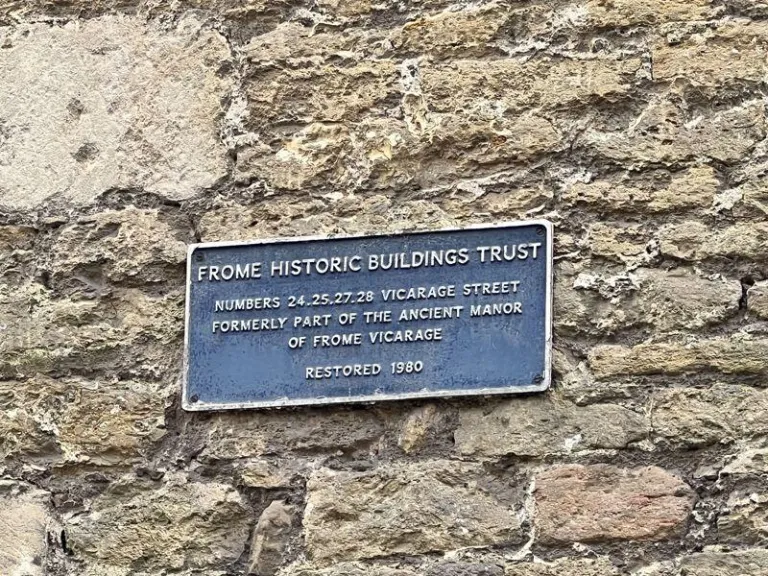 FROME HISTORIC BUILDINGS TRUST
NUMBERS 24.25.27.28 VICARAGE STREET
FORMERLY PART OF THE ANCIENT MANOR
OF FROME VICARAGE
RESTORED 1980